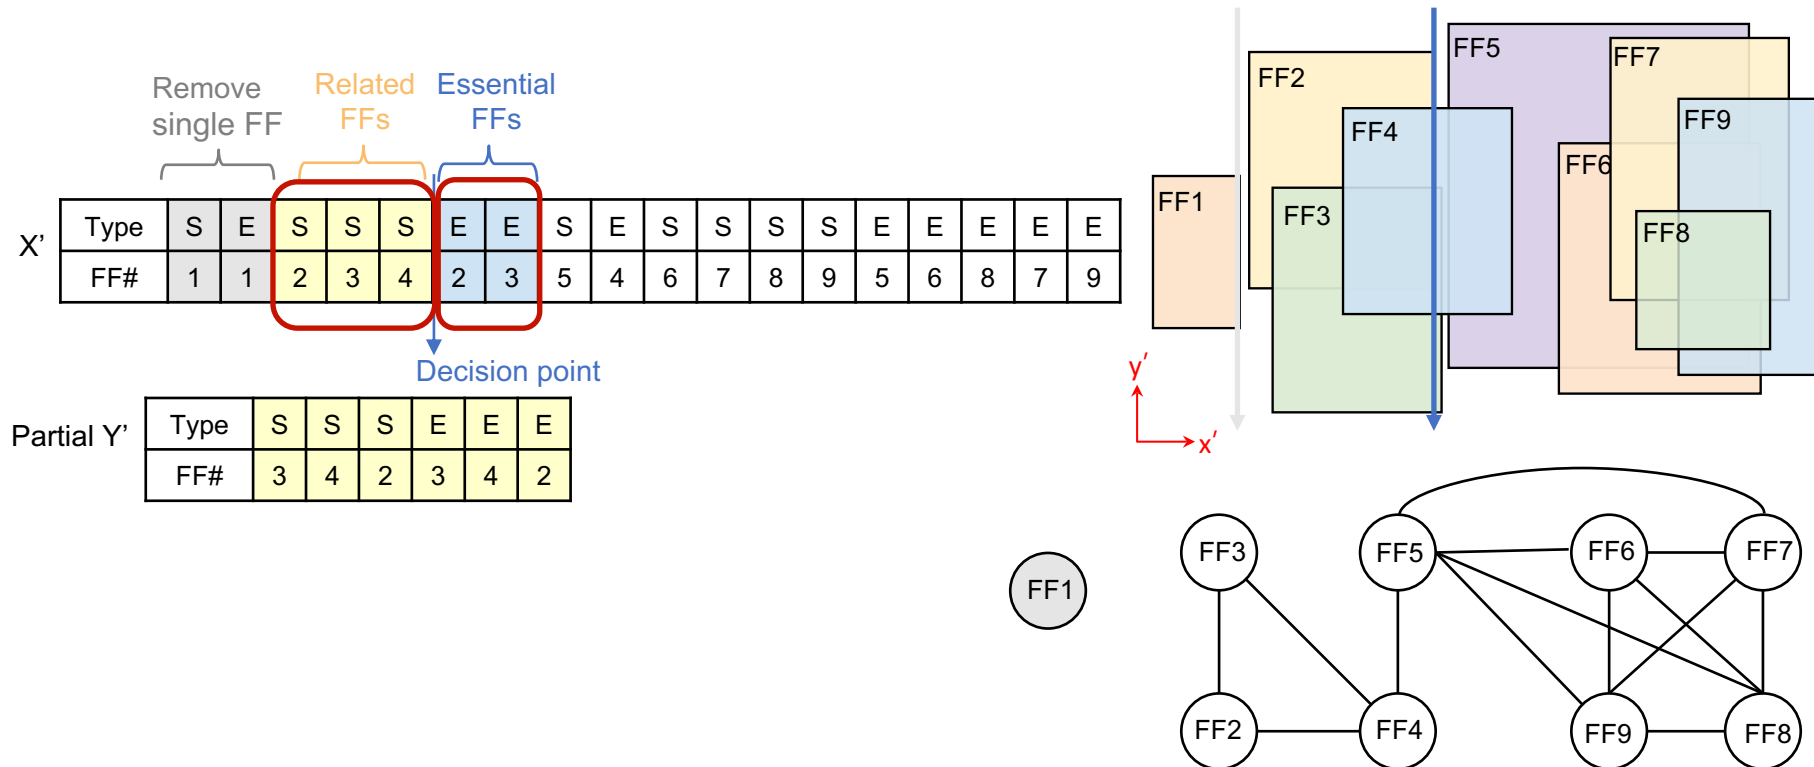 Remove
single FF
Related
FFs
Essential
FFs
X’
Type S E S S S E E S E S S S S E E E E E
FF# 1 1 2 3 4 2 3 5 4 6 7 8 9 5 6 8 7 9
Decision point
Partial Y’
Type S S S E E E
FF# 3 4 2 3 4 2
FF1
FF2
FF3
FF4
FF5
FF6
FF7
FF8
FF9
y′
x′
FF1
FF3
FF5
FF6
FF7
FF2
FF4
FF9
FF8